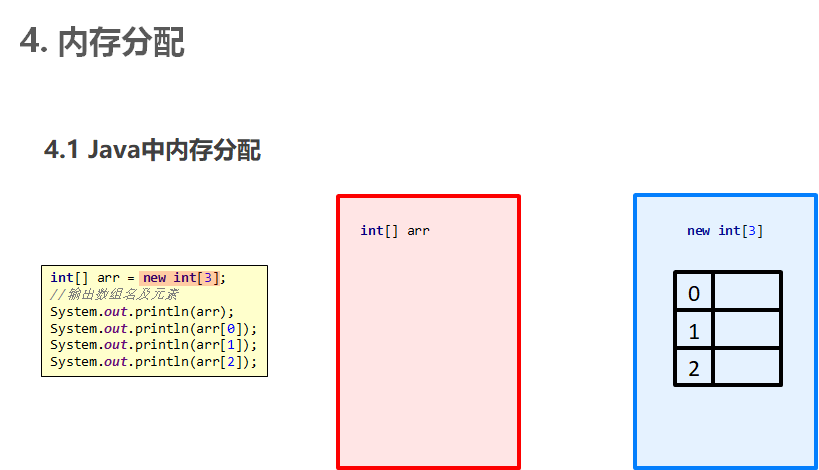 4. 内存分配
4.1 Java中内存分配
int[] arr = new int[3];
//输出数组名及元素
System.out.println(arr);
System.out.println(arr[0]);
System.out.println(arr[1]);
System.out.println(arr[2]);
int[] arr
new int[3]
0
1
2